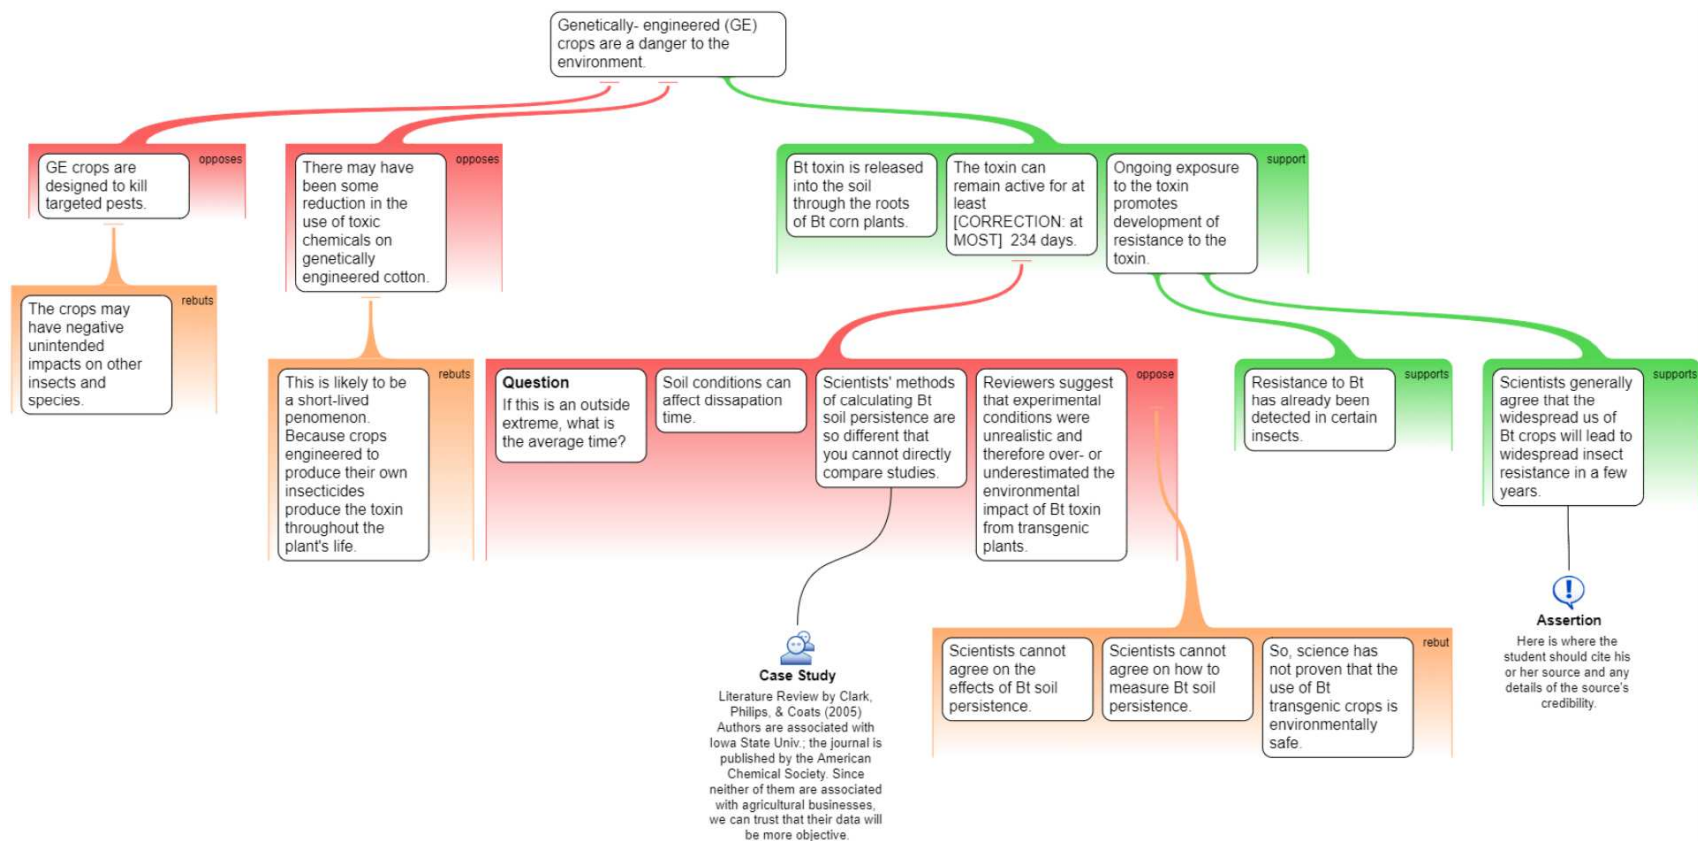 Genetically- engineered (GE)
crops are a danger to the
environment.
opposes
GE crops are
designed to kill
targeted pests.
opposes
There may have
been some
reduction in the
use of toxic
chemicals on
genetically
engineered cotton.
support
Bt toxin is released
into the soil
through the roots
of Bt corn plants.
The toxin can
remain active for at
least
[CORRECTION: at
MOST]  234 days.
Ongoing exposure
to the toxin
promotes
development of
resistance to the
toxin.
rebuts
The crops may
have negative
unintended
impacts on other
insects and
species.
rebuts
This is likely to be
a short-lived
penomenon.
Because crops
engineered to
produce their own
insecticides
produce the toxin
throughout the
plant's life.
oppose
Question
If this is an outside
extreme, what is
the average time?
Soil conditions can
affect dissapation
time.
Scientists' methods
of calculating Bt
soil persistence are
so different that
you cannot directly
compare studies.
Reviewers suggest
that experimental
conditions were
unrealistic and
therefore over- or
underestimated the
environmental
impact of Bt toxin
from transgenic
plants.
supports
Resistance to Bt
has already been
detected in certain
insects.
supports
Scientists generally
agree that the
widespread us of
Bt crops will lead to
widespread insect
resistance in a few
years.
Case Study
Literature Review by Clark,
Philips, & Coats (2005)
Authors are associated with
Iowa State Univ.; the journal is
published by the American
Chemical Society. Since
neither of them are associated
with agricultural businesses,
we can trust that their data will
be more objective.
rebut
Scientists cannot
agree on the
effects of Bt soil
persistence.
Scientists cannot
agree on how to
measure Bt soil
persistence.
So, science has
not proven that the
use of Bt
transgenic crops is
environmentally
safe.
Assertion
Here is where the
student should cite his
or her source and any
details of the source's
credibility.